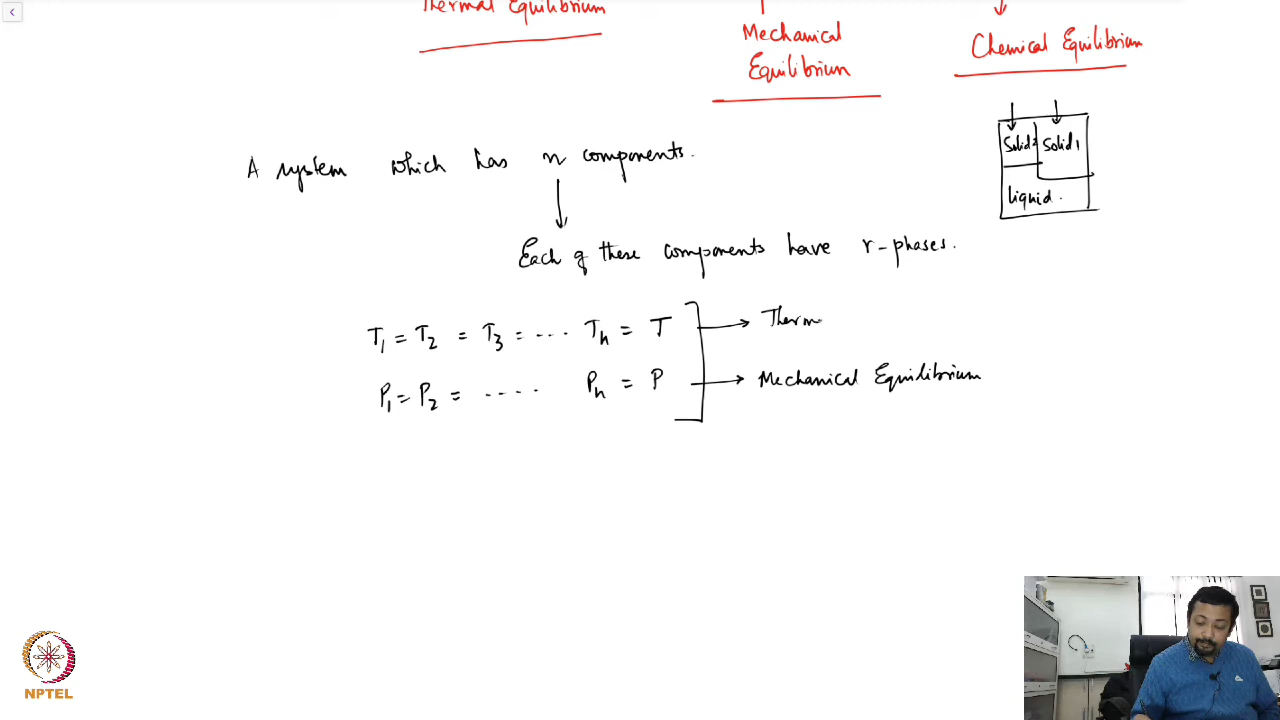 Thermal Equilibrium
Mechanical
Equilibrium
Chemical Equilibrium
Solid2 Solid1
liquid.
A system which has n components.
Each of these components have r-phases.
T1 = T2 = T3 = .... Tn = T
Therm
P1 = P2 = ..... Pn = P
Mechanical Equilibrium
NPTEL